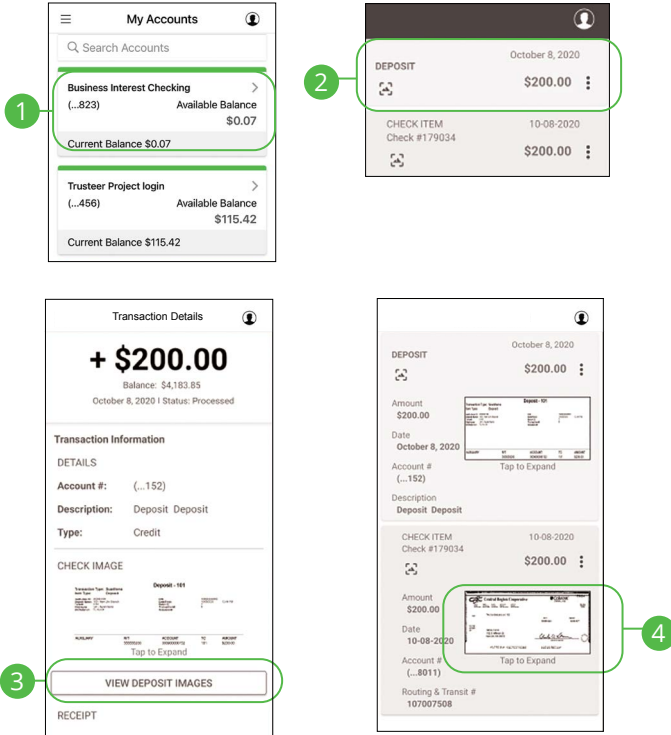 My Accounts
Search Accounts
Business Interest Checking
(...823) Available Balance
$0.07
Current Balance $0.07
1
Trusteer Project login
(...456) Available Balance
$115.42
Current Balance $115.42
2
October 8, 2020
DEPOSIT
$200.00
CHECK ITEM 10-08-2020
Check #179034
$200.00
Transaction Details
+ $200.00
Balance: $4,183.85
October 8, 2020 I Status: Processed
Transaction Information
DETAILS
Account #: (...152)
Description: Deposit Deposit
Type: Credit
CHECK IMAGE
Deposit - 101
Tap to Expand
3
VIEW DEPOSIT IMAGES
RECEIPT
October 8, 2020
DEPOSIT
$200.00
Amount
$200.00
Deposit - 101
Date
October 8, 2020
Account # Tap to Expand
(...152)
Description
Deposit Deposit
CHECK ITEM 10-08-2020
Check #179034
$200.00
Amount
$200.00
Date
10-08-2020
4
Account # Tap to Expand
(...8011)
Routing & Transit #
107007508